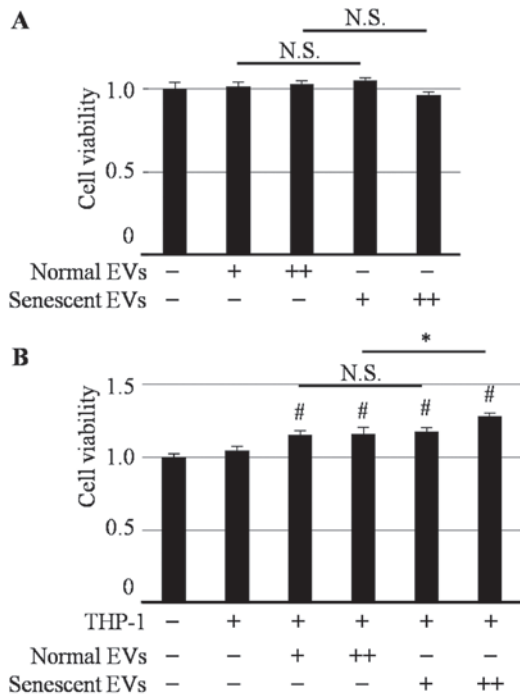 A
N.S.
N.S.
Cell viability
1.0
0.5
0
Normal EVs − + ++ − −
Senescent EVs − − − + ++
B
*
N.S.
# # # #
Cell viability
1.5
1.0
0.5
0
THP-1 − + + + + +
Normal EVs − − + ++ − −
Senescent EVs − − − − + ++